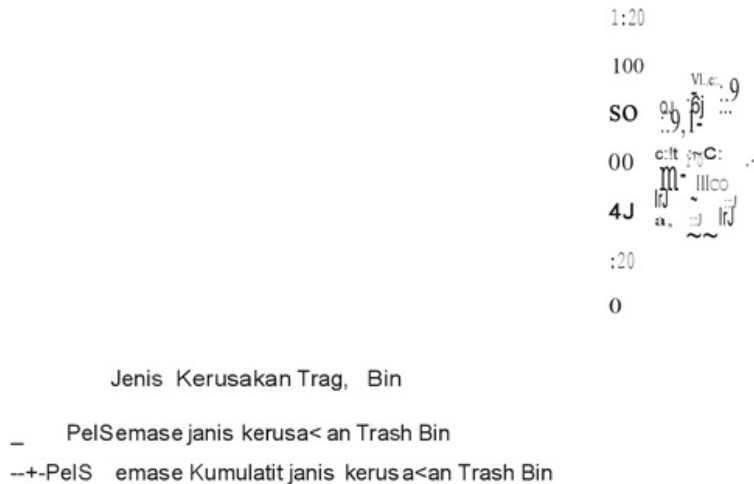 1:20
100
SO
00
4J
:20
0
Jenis Kerusakan Trag, Bin
_ PelSemase janis kerusa< an Trash Bin
--+-PelS emase Kumulatit janis kerusa<an Trash Bin